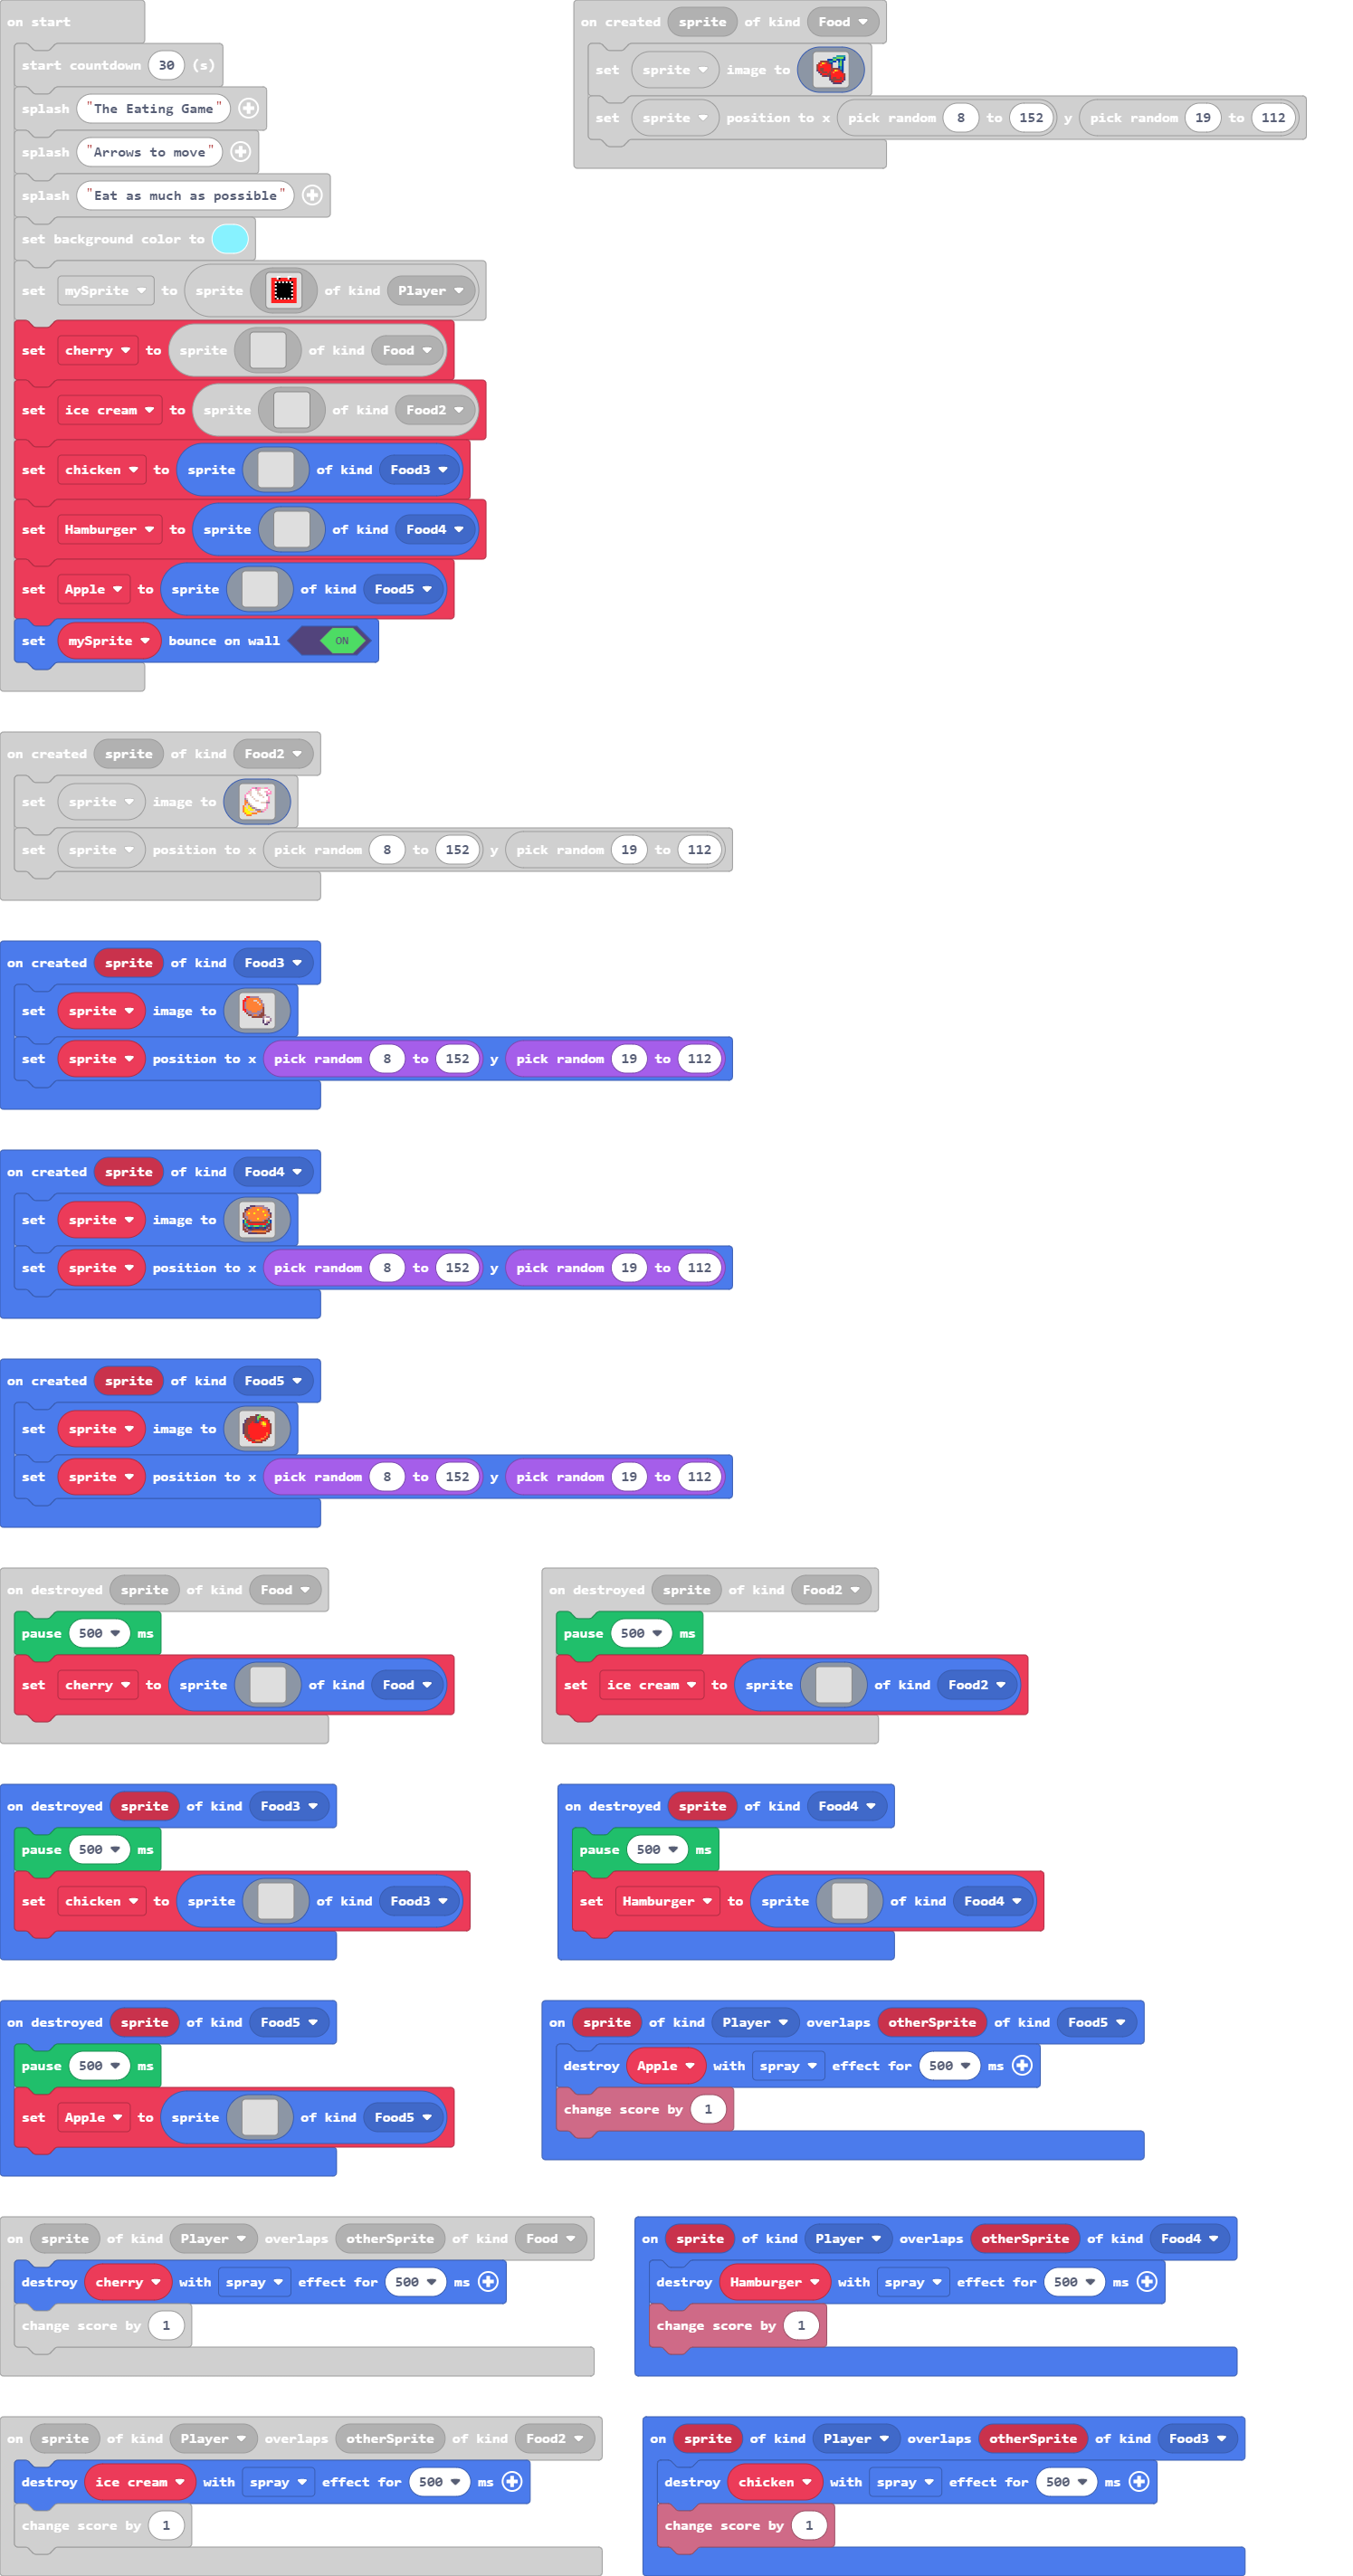 on start
start countdown 30 (s)
splash "The Eating Game"
splash "Arrows to move"
splash "Eat as much as possible"
set background color to
set mySprite to sprite of kind Player
set cherry to sprite of kind Food
set ice cream to sprite of kind Food2
set chicken to sprite of kind Food3
set Hamburger to sprite of kind Food4
set Apple to sprite of kind Food5
set mySprite bounce on wall ON
on created sprite of kind Food
set sprite image to
set sprite position to x pick random 8 to 152 y pick random 19 to 112
on created sprite of kind Food2
set sprite image to
set sprite position to x pick random 8 to 152 y pick random 19 to 112
on created sprite of kind Food3
set sprite image to
set sprite position to x pick random 8 to 152 y pick random 19 to 112
on created sprite of kind Food4
set sprite image to
set sprite position to x pick random 8 to 152 y pick random 19 to 112
on created sprite of kind Food5
set sprite image to
set sprite position to x pick random 8 to 152 y pick random 19 to 112
on destroyed sprite of kind Food
pause 500 ms
set cherry to sprite of kind Food
on destroyed sprite of kind Food2
pause 500 ms
set ice cream to sprite of kind Food2
on destroyed sprite of kind Food3
pause 500 ms
set chicken to sprite of kind Food3
on destroyed sprite of kind Food4
pause 500 ms
set Hamburger to sprite of kind Food4
on destroyed sprite of kind Food5
pause 500 ms
set Apple to sprite of kind Food5
on sprite of kind Player overlaps otherSprite of kind Food5
destroy Apple with spray effect for 500 ms
change score by 1
on sprite of kind Player overlaps otherSprite of kind Food
destroy cherry with spray effect for 500 ms
change score by 1
on sprite of kind Player overlaps otherSprite of kind Food4
destroy Hamburger with spray effect for 500 ms
change score by 1
on sprite of kind Player overlaps otherSprite of kind Food2
destroy ice cream with spray effect for 500 ms
change score by 1
on sprite of kind Player overlaps otherSprite of kind Food3
destroy chicken with spray effect for 500 ms
change score by 1